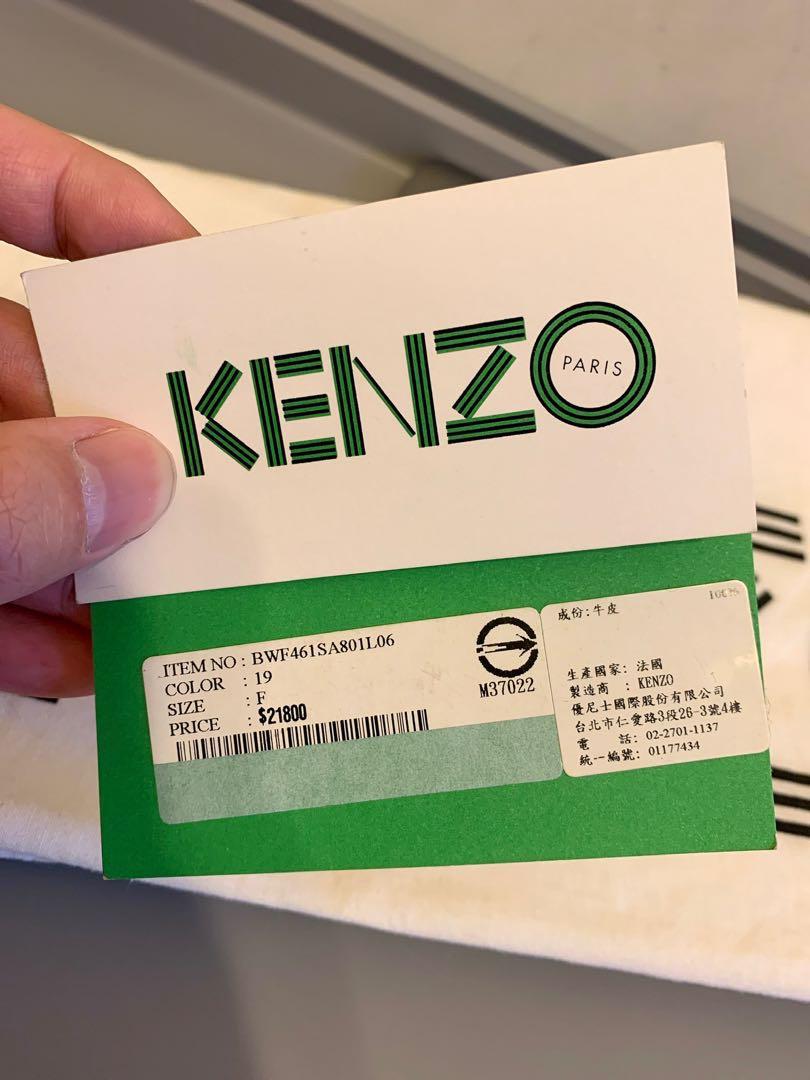 KENZO
PARIS
ITEM NO : BWF461SA801L06
COLOR : 19
SIZE : F
PRICE : $21800
M37022
成份:牛皮
100%
生產國家: 法國
製造商 : KENZO
優尼士國際股份有限公司
台北市仁愛路3段26-3號4樓
電 話: 02-2701-1137
統一編號: 01177434